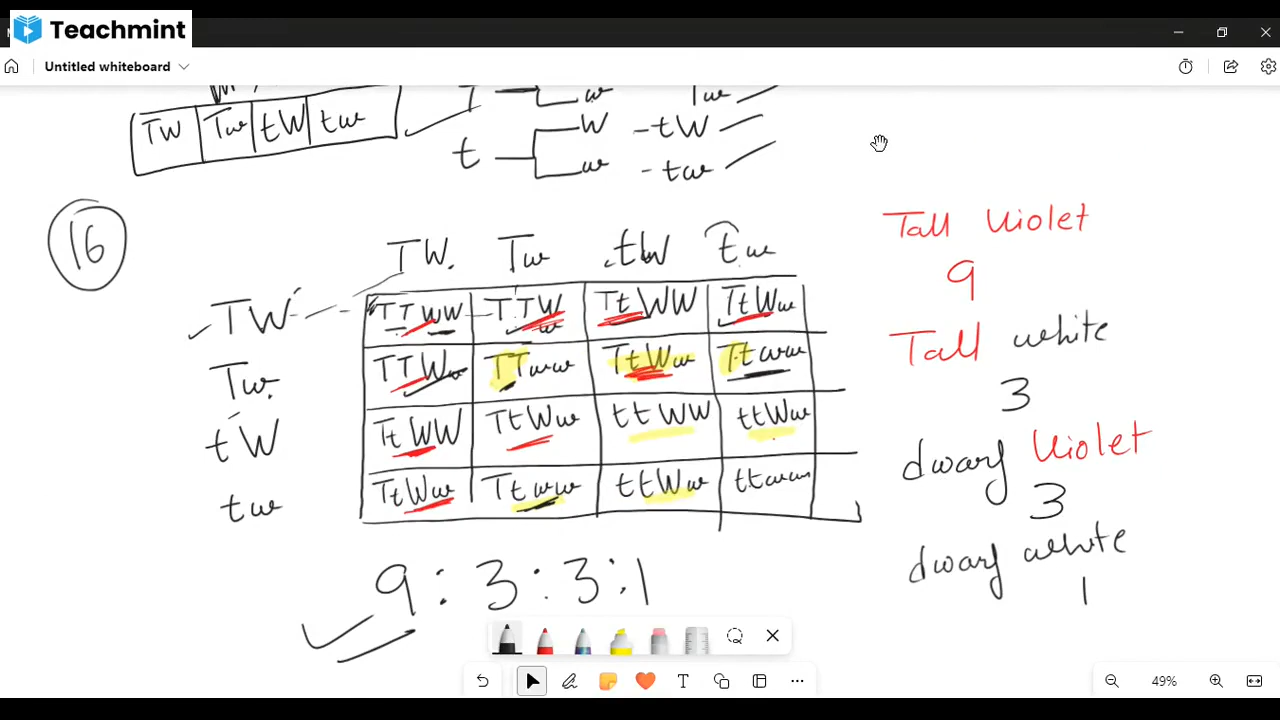 Teachmint
Untitled whiteboard
T w Tw
TW Tw tW tw
t W - tW
w - tw
16
TW. Tw tW tw
TW TTWW TTWw TtWW TtWw
Tw TTWw TTww TtWw Ttww
tW TtWW TtWw ttWW ttWw
tw TtWw Ttww ttWw ttww
9 : 3 : 3 : 1
Tall Violet
9
Tall white
3
dwarf Violet
3
dwarf white
1
49%